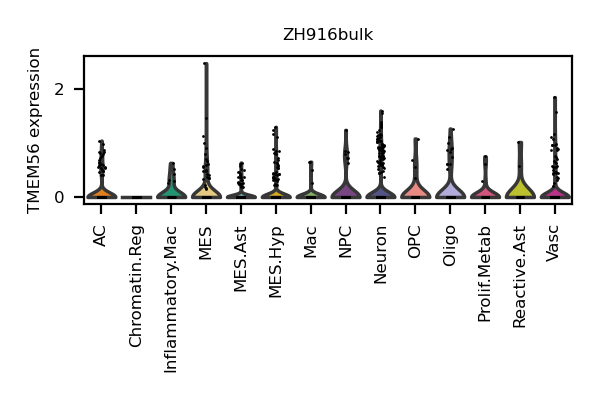 ZH916bulk
TMEM56 expression
2
0
AC
Chromatin.Reg
Inflammatory.Mac
MES
MES.Ast
MES.Hyp
Mac
NPC
Neuron
OPC
Oligo
Prolif.Metab
Reactive.Ast
Vasc